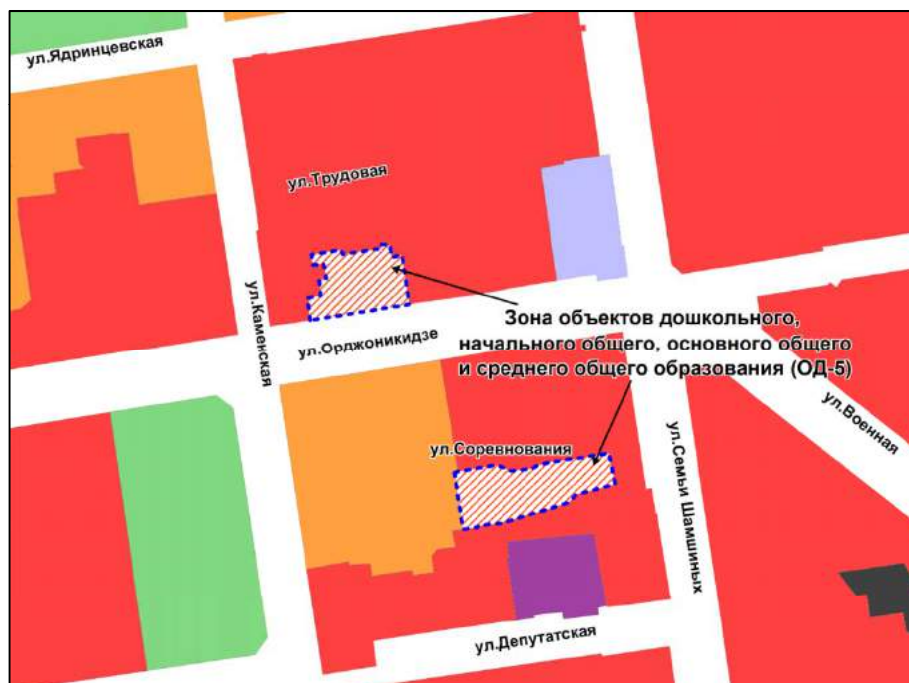 ул.Ядринцевская
ул.Трудовая
ул.Каменская
ул.Орджоникидзе
Зона объектов дошкольного,
начального общего, основного общего
и среднего общего образования (ОД-5)
ул.Военная
ул.Соревнования
ул.Семьи Шамшиных
ул.Депутатская